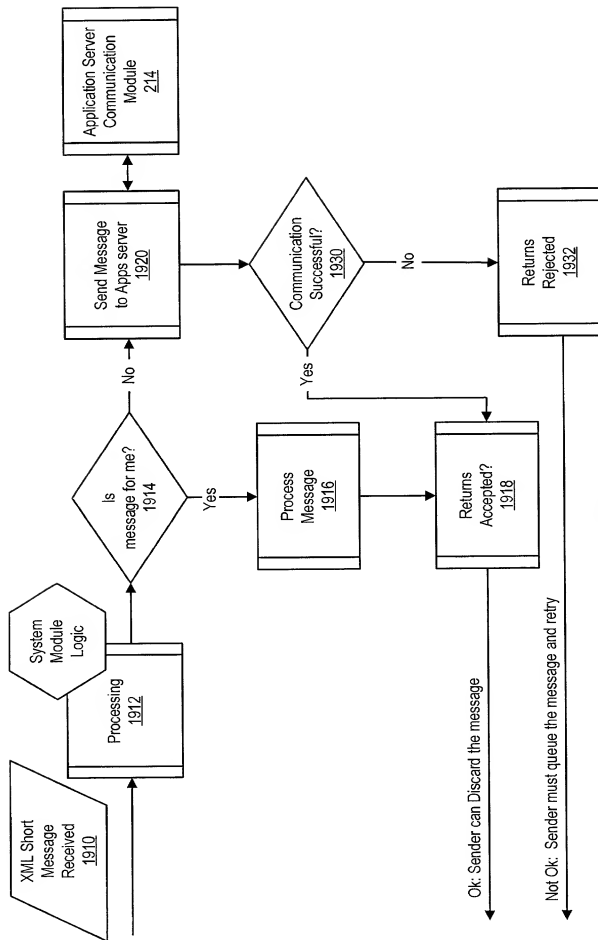 XML Short
Message
Received
1910
System
Module
Logic
Processing
1912
Is
message for me?
1914
No
Yes
Send Message
to Apps server
1920
Application Server
Communication
Module
214
Process
Message
1916
Communication
Successful?
1930
Yes
No
Returns
Accepted?
1918
Returns
Rejected
1932
Ok: Sender can Discard the message
Not Ok: Sender must queue the message and retry